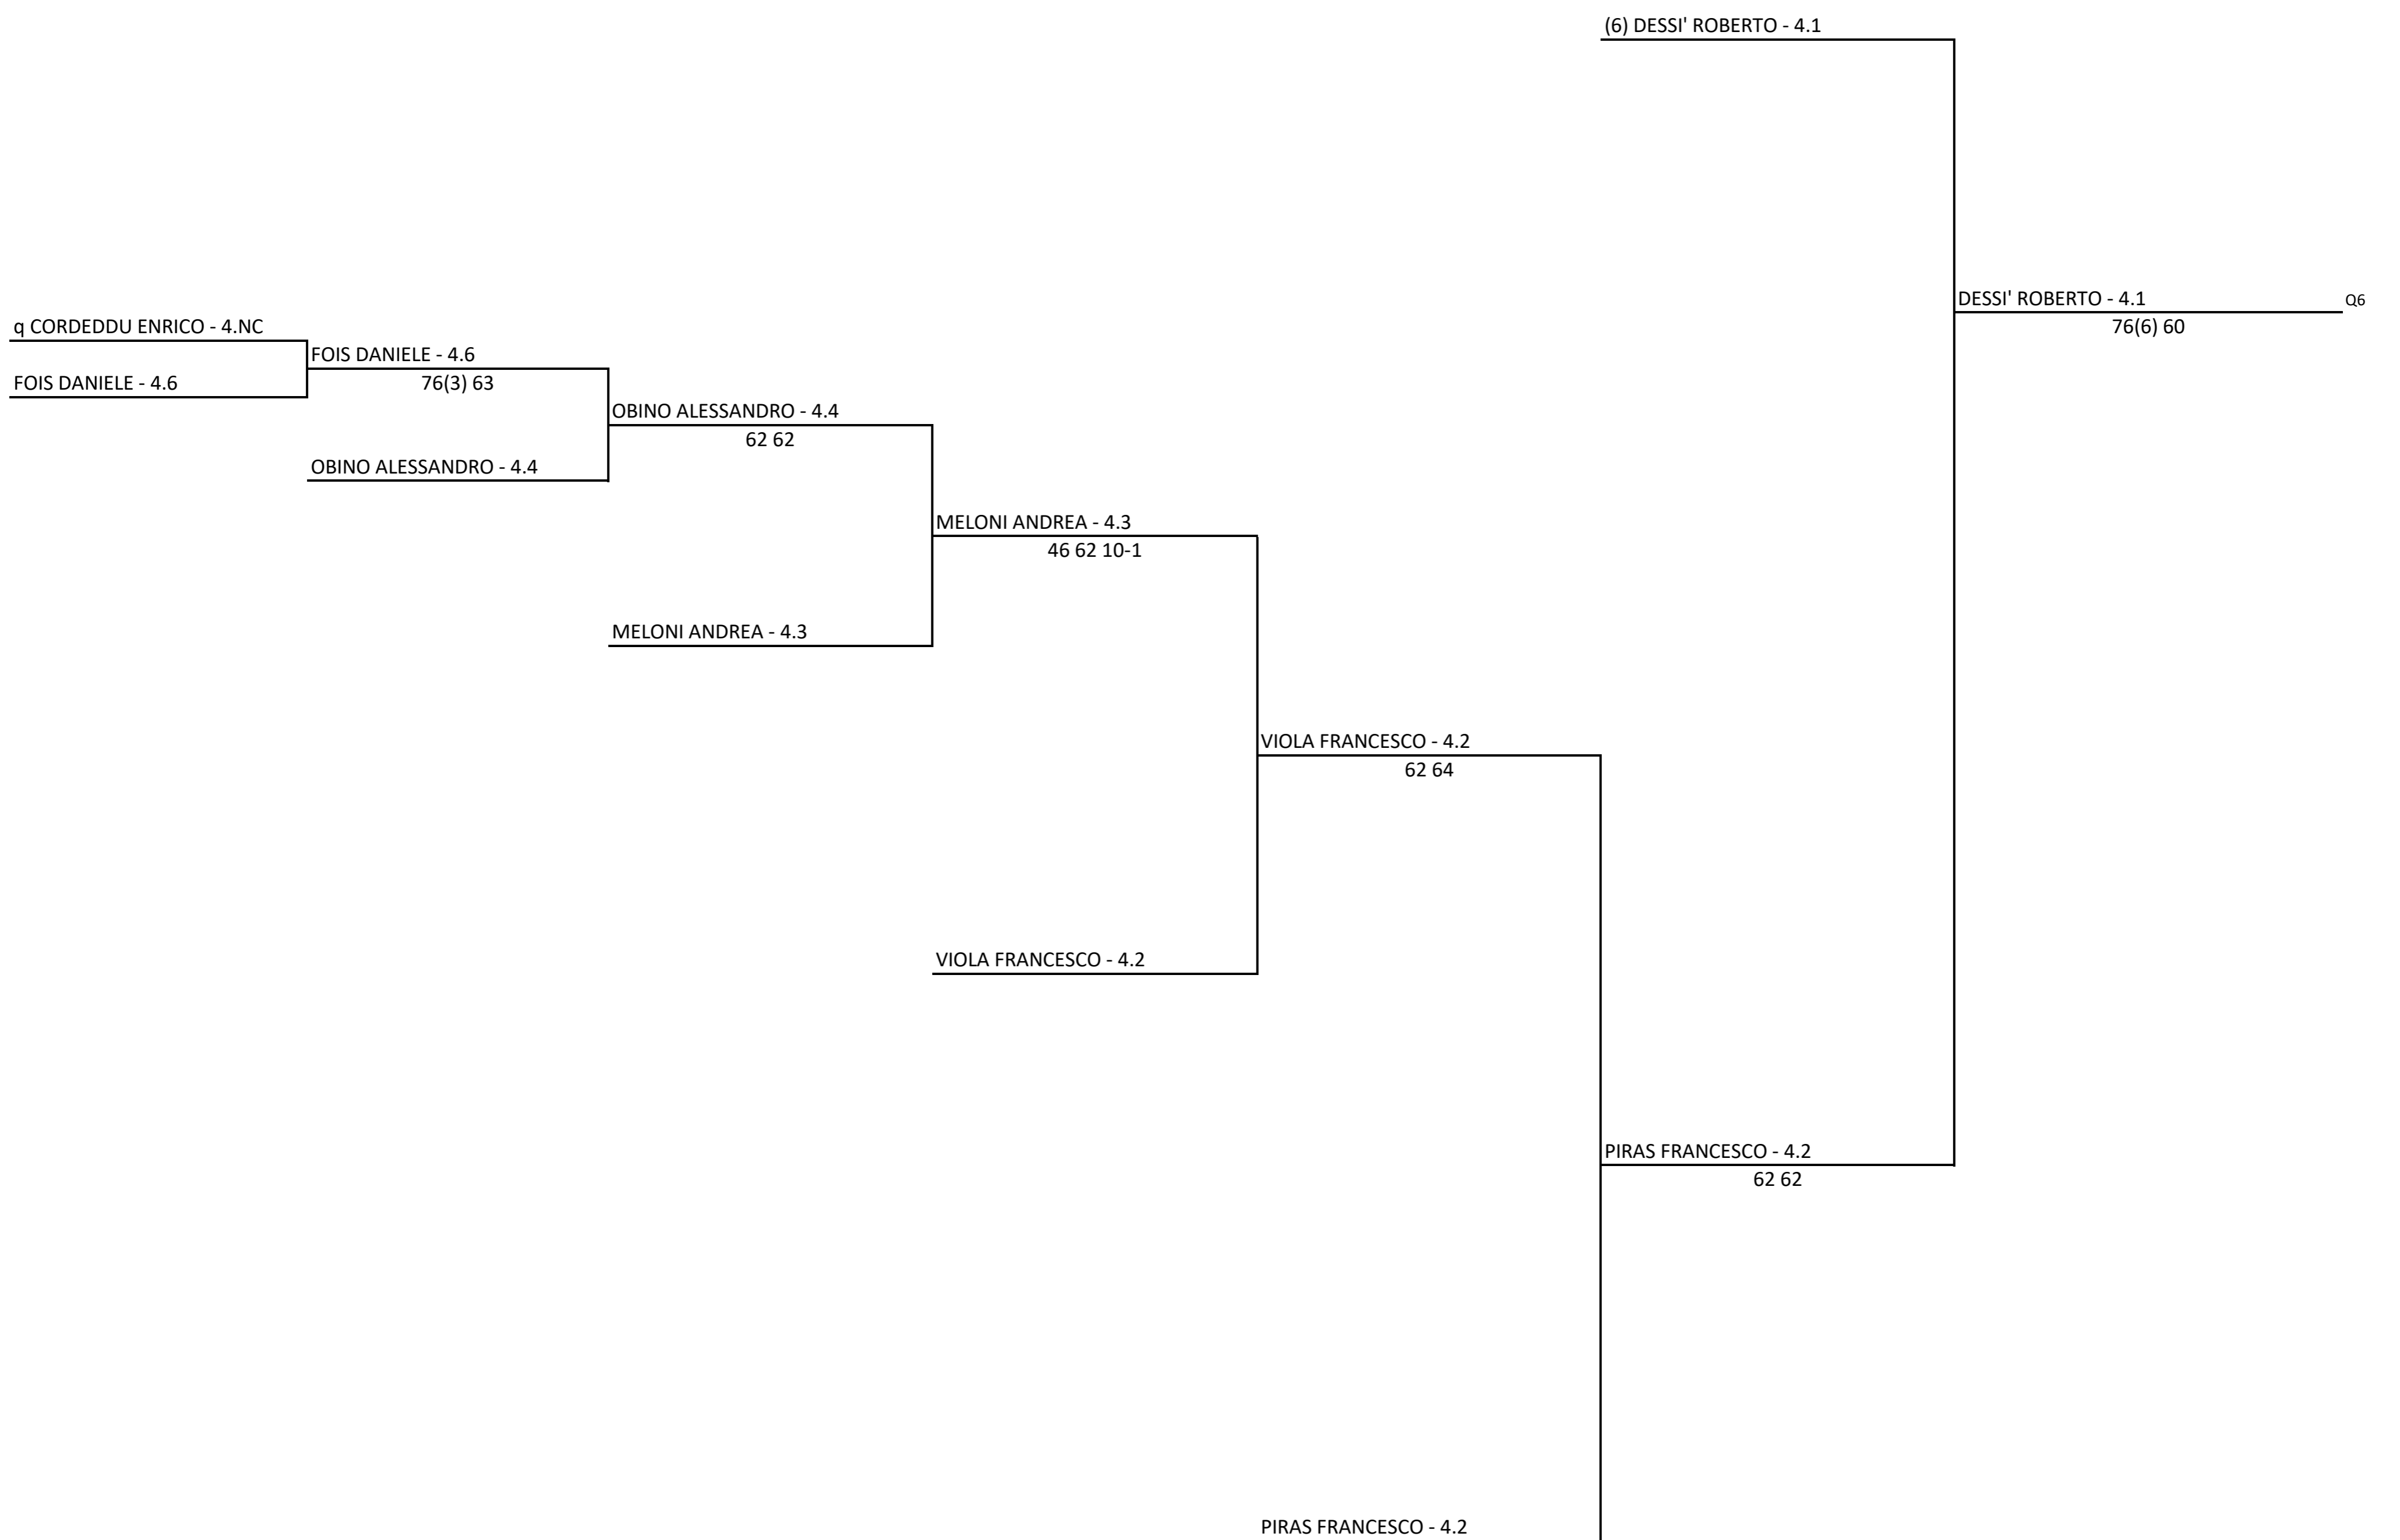 (6) DESSI' ROBERTO - 4.1
DESSI' ROBERTO - 4.1
Q6
76(6) 60
q CORDEDDU ENRICO - 4.NC
FOIS DANIELE - 4.6
FOIS DANIELE - 4.6
76(3) 63
OBINO ALESSANDRO - 4.4
62 62
OBINO ALESSANDRO - 4.4
MELONI ANDREA - 4.3
46 62 10-1
MELONI ANDREA - 4.3
VIOLA FRANCESCO - 4.2
62 64
VIOLA FRANCESCO - 4.2
PIRAS FRANCESCO - 4.2
62 62
PIRAS FRANCESCO - 4.2